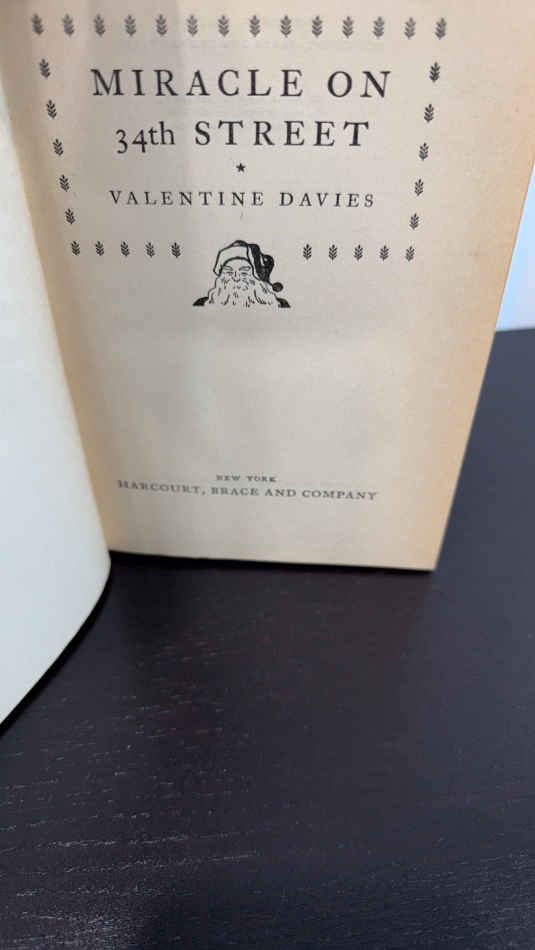 MIRACLE ON
34th STREET
VALENTINE DAVIES
NEW YORK
HARCOURT, BRACE AND COMPANY